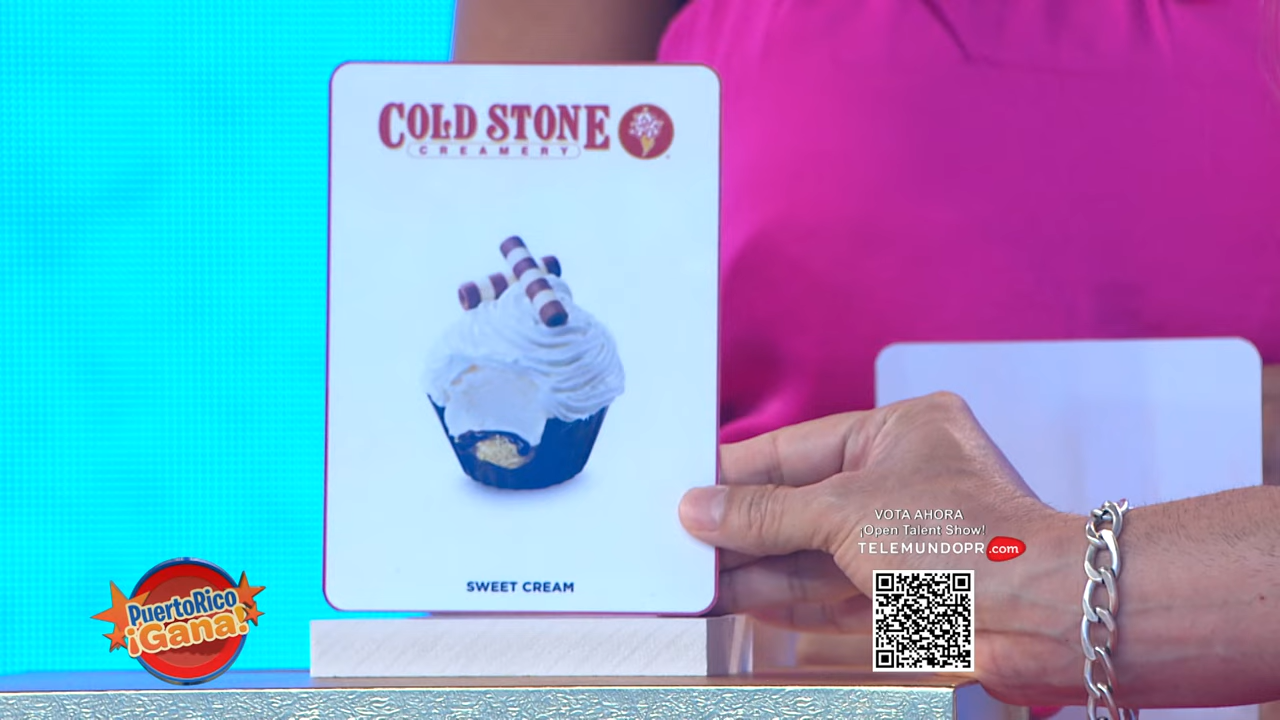 COLD STONE
CREAMERY
SWEET CREAM
VOTA AHORA
¡Open Talent Show!
TELEMUNDOPR.com
PuertoRico
¡Gana!